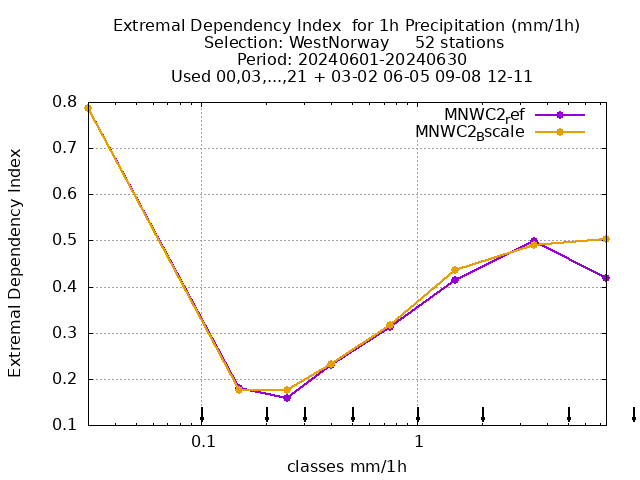 Extremal Dependency Index  for 1h Precipitation (mm/1h)
Selection: WestNorway     52 stations
Period: 20240601-20240630
Used 00,03,...,21 + 03-02 06-05 09-08 12-11
MNWC2_ref
MNWC2_Bscale
0.8
0.7
0.6
0.5
0.4
0.3
0.2
0.1
Extremal Dependency Index
0.1 1
classes mm/1h